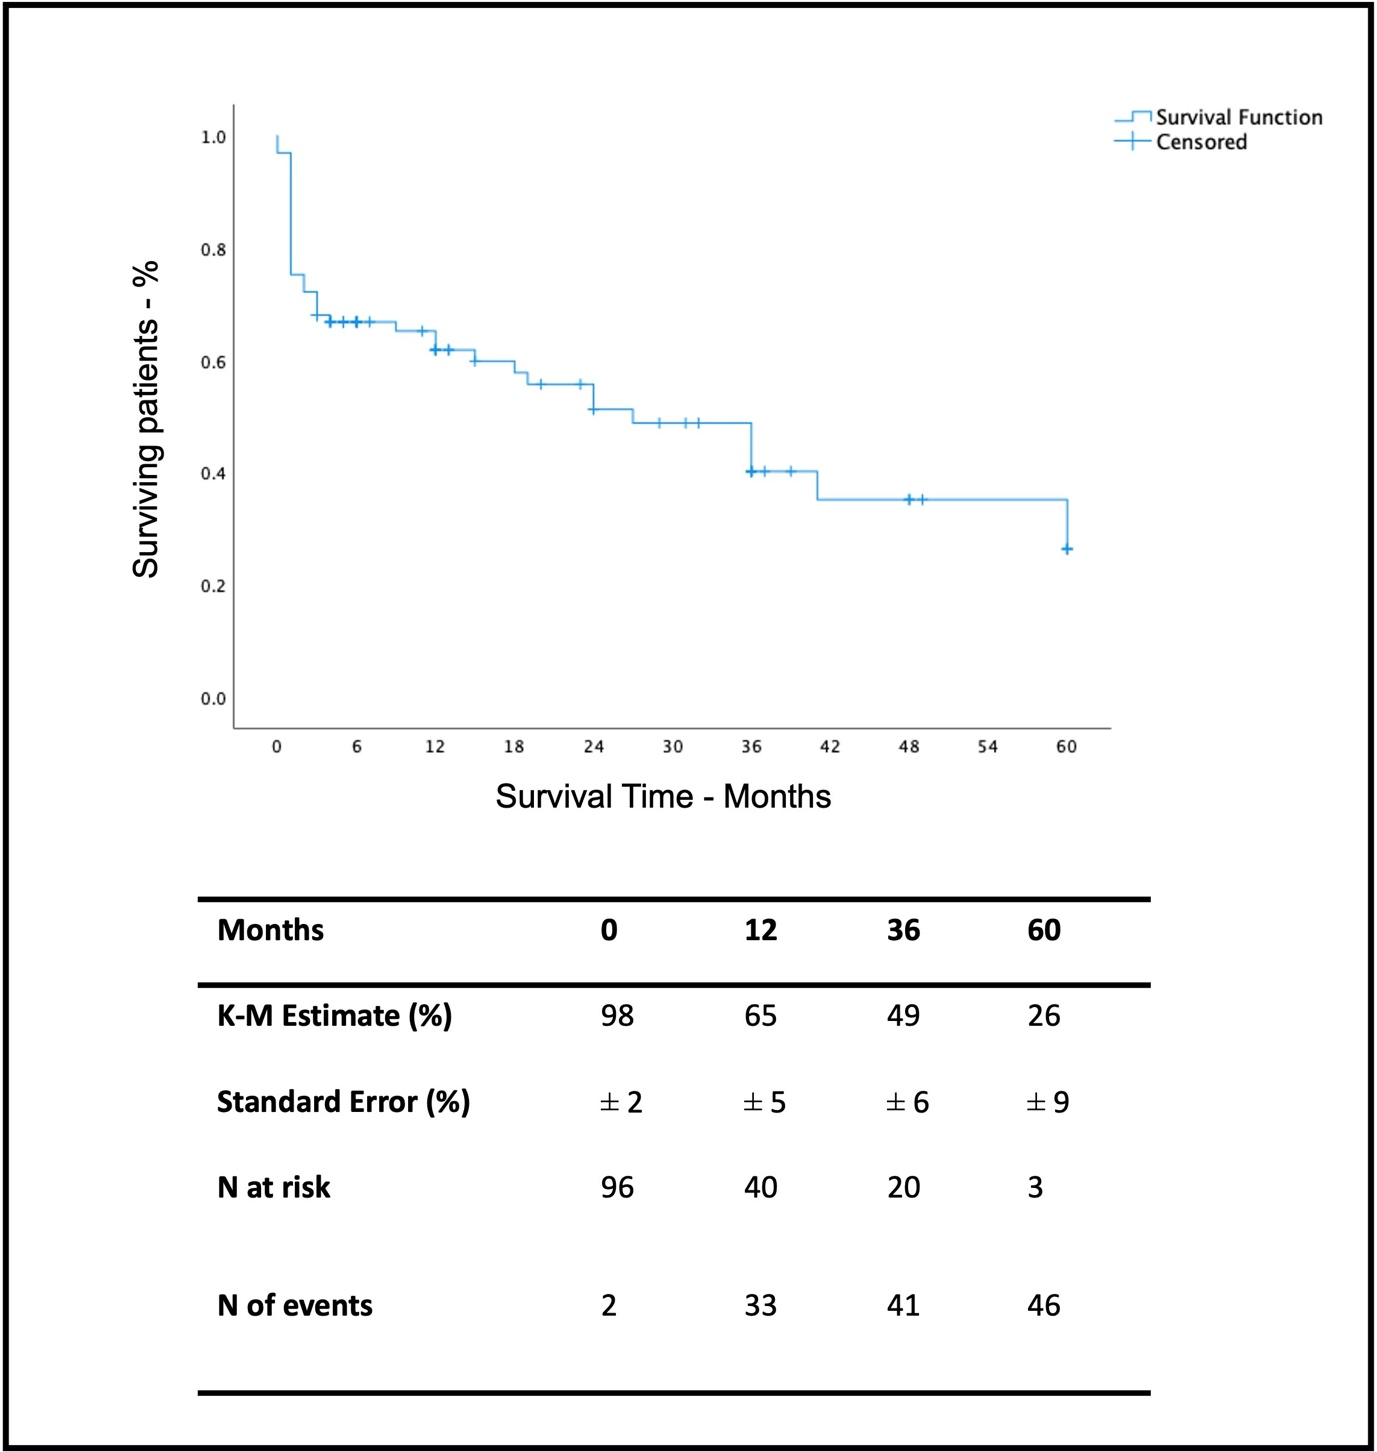 Survival Function
Censored
1.0
0.8
0.6
0.4
0.2
0.0
Surviving patients - %
0 6 12 18 24 30 36 42 48 54 60
Survival Time - Months
Months 0 12 36 60
K-M Estimate (%) 98 65 49 26
Standard Error (%) ± 2 ± 5 ± 6 ± 9
N at risk 96 40 20 3
N of events 2 33 41 46